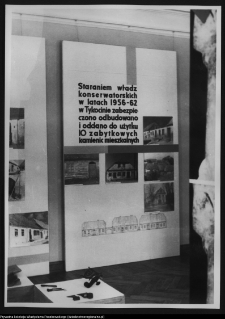 Staraniem władz
konserwatorskich
w latach 1956-62
w Tykocinie zabezpie
czono odbudowano
i oddano do użytku
10 zabytkowych
kamienic mieszkalnych